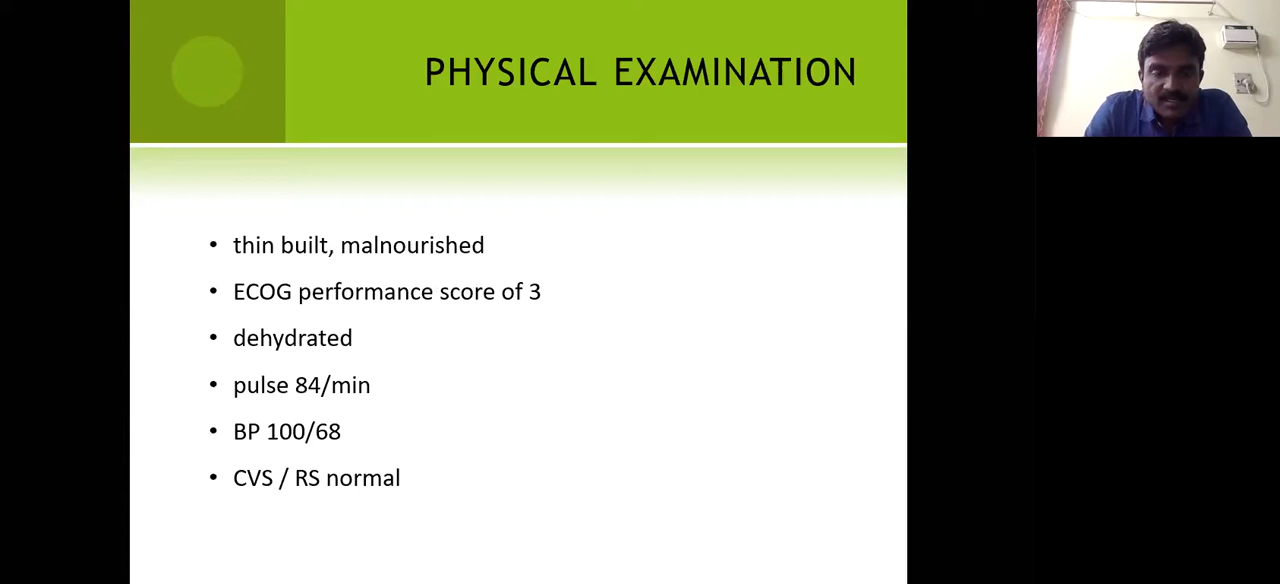 PHYSICAL EXAMINATION
• thin built, malnourished
• ECOG performance score of 3
• dehydrated
• pulse 84/min
• BP 100/68
• CVS / RS normal